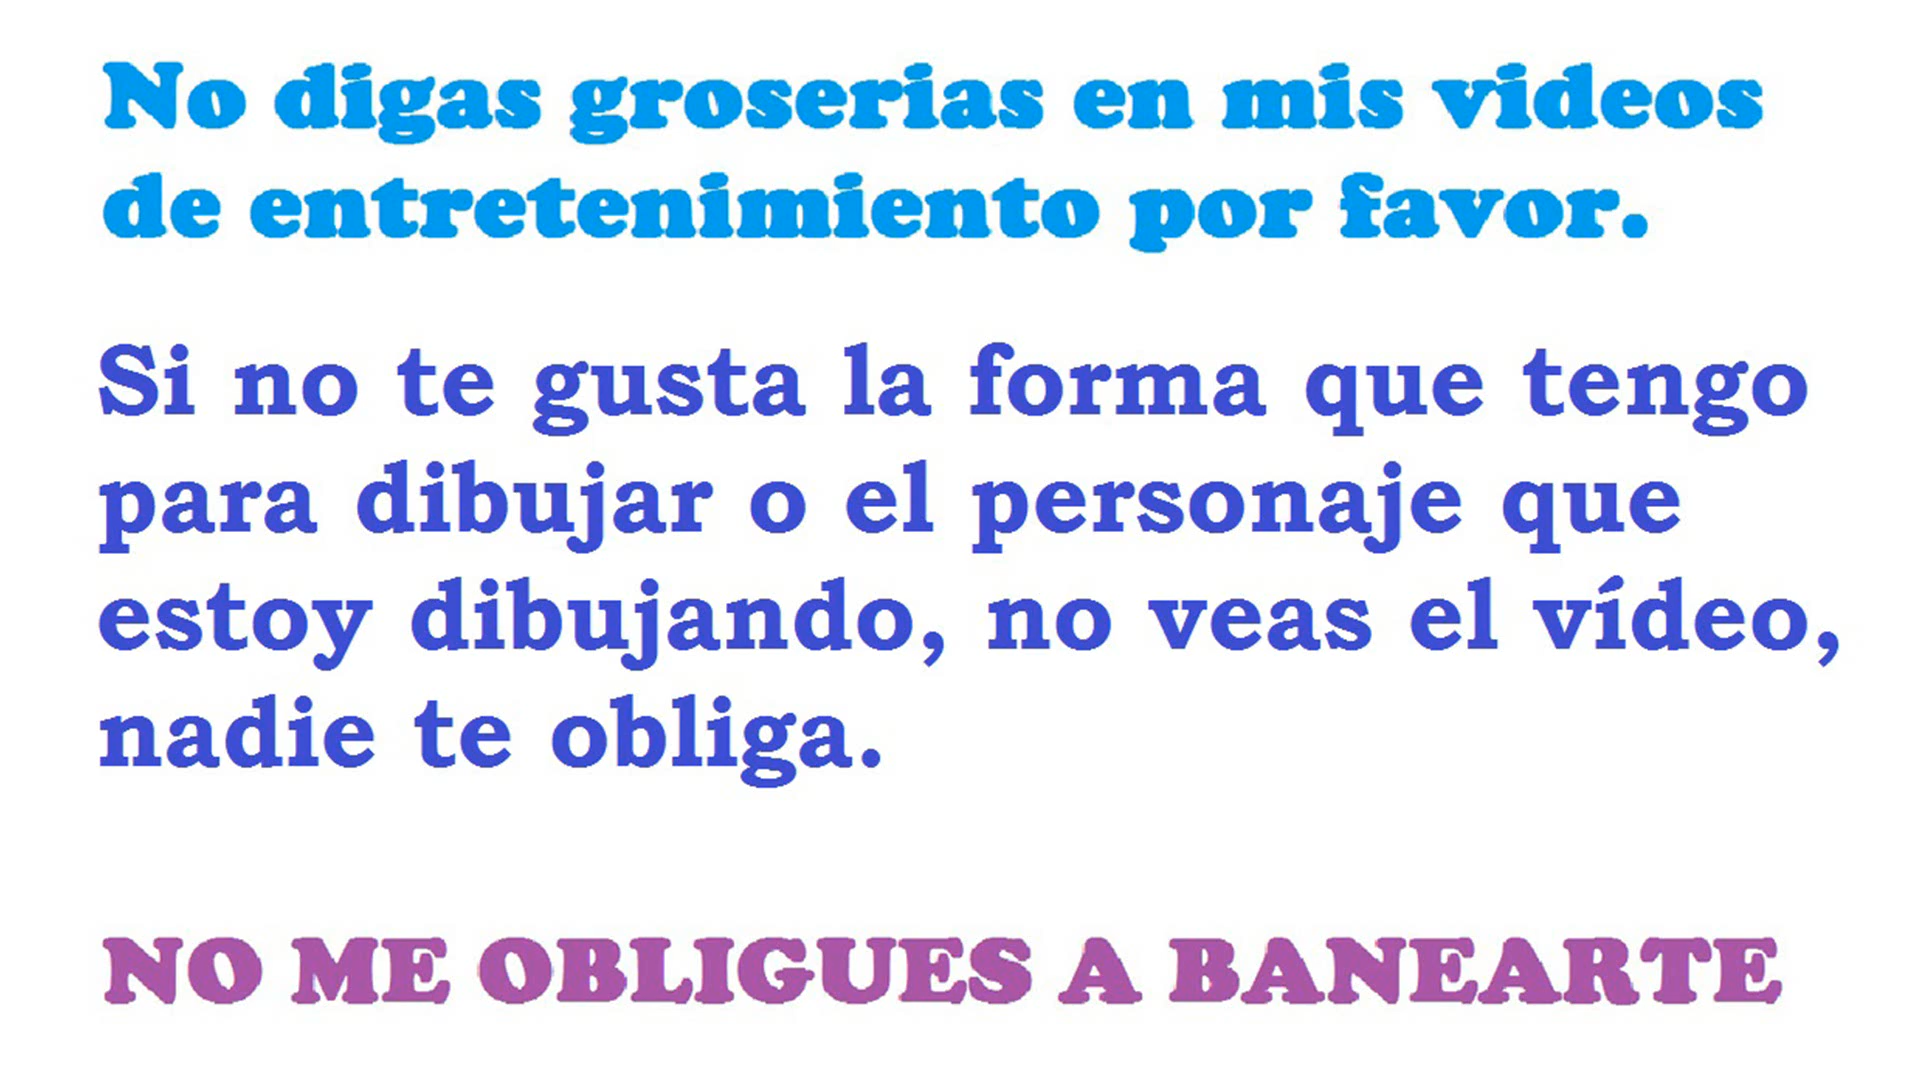 No digas groserias en mis videos
de entretenimiento por favor.
Si no te gusta la forma que tengo
para dibujar o el personaje que
estoy dibujando, no veas el vídeo,
nadie te obliga.
NO ME OBLIGUES A BANEARTE